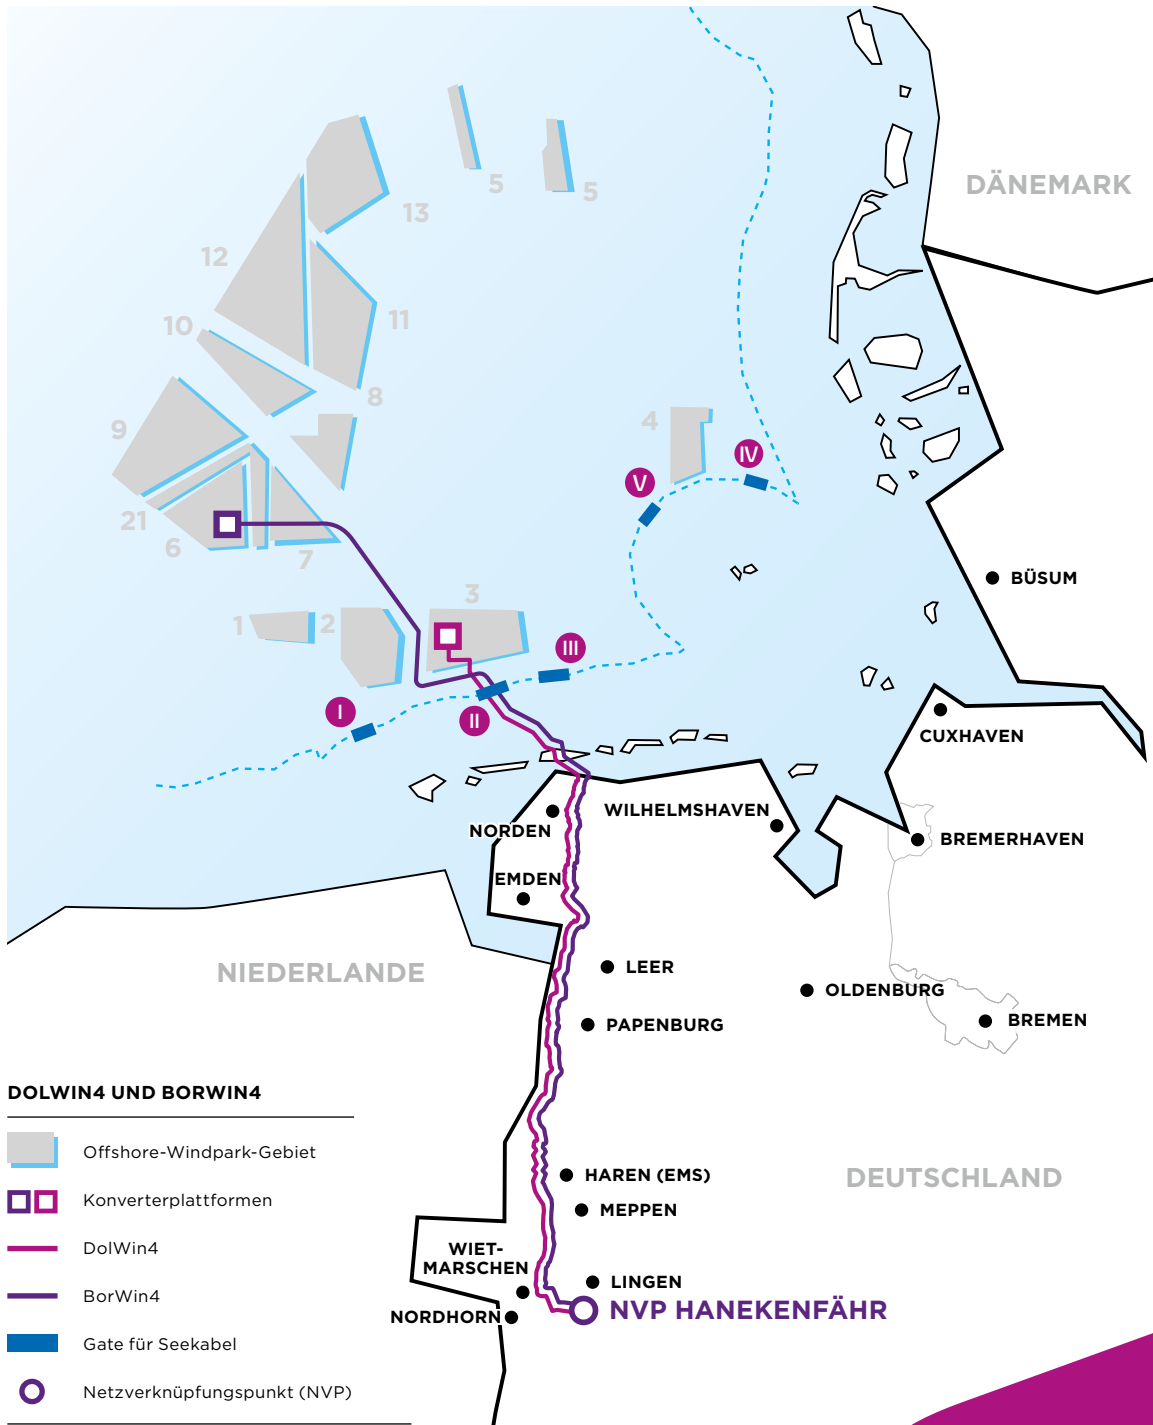 DÄNEMARK
5
5
13
12
11
10
8
9
4
IV
V
21
6
7
3
1
2
III
I
II
BÜSUM
CUXHAVEN
WILHELMSHAVEN
NORDEN
BREMERHAVEN
EMDEN
NIEDERLANDE
LEER
OLDENBURG
PAPENBURG
BREMEN
HAREN (EMS)
DEUTSCHLAND
MEPPEN
WIET-
MARSCHEN
LINGEN
NORDHORN
NVP HANEKENFÄHR
DOLWIN4 UND BORWIN4
Offshore-Windpark-Gebiet
Konverterplattformen
DolWin4
BorWin4
Gate für Seekabel
Netzverknüpfungspunkt (NVP)